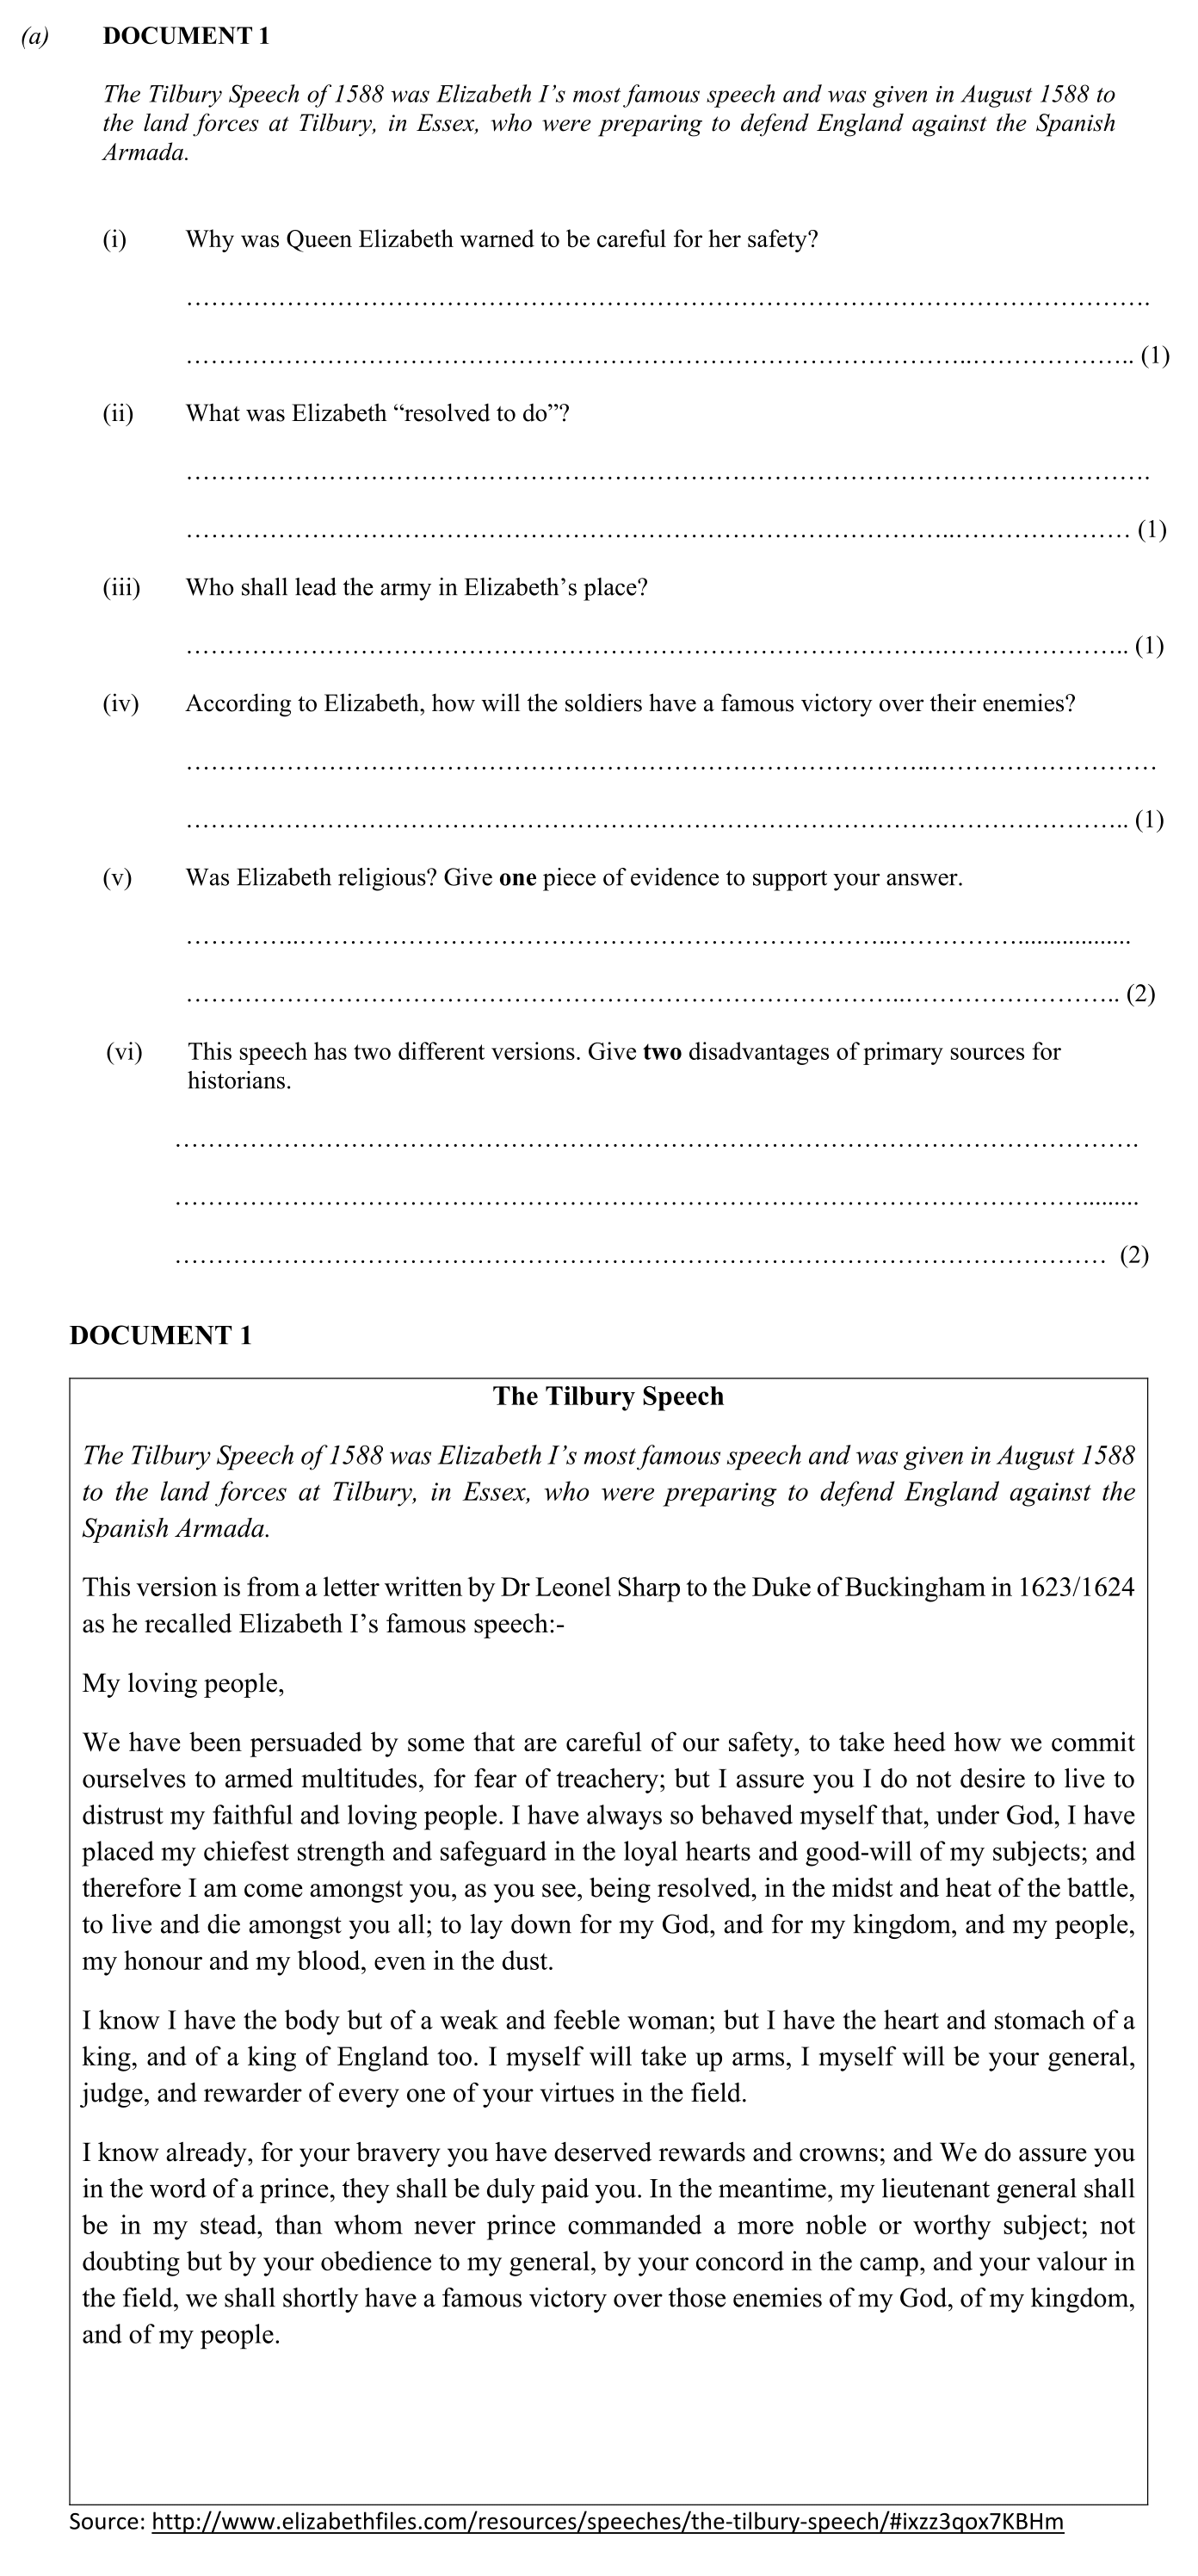 (a) DOCUMENT 1
The Tilbury Speech of 1588 was Elizabeth I’s most famous speech and was given in August 1588 to
the land forces at Tilbury, in Essex, who were preparing to defend England against the Spanish
Armada.
(i) Why was Queen Elizabeth warned to be careful for her safety?
(1)
(ii) What was Elizabeth “resolved to do”?
(1)
(iii) Who shall lead the army in Elizabeth’s place?
(1)
(iv) According to Elizabeth, how will the soldiers have a famous victory over their enemies?
(1)
(v) Was Elizabeth religious? Give one piece of evidence to support your answer.
(2)
(vi) This speech has two different versions. Give two disadvantages of primary sources for
historians.
(2)
DOCUMENT 1
The Tilbury Speech
The Tilbury Speech of 1588 was Elizabeth I’s most famous speech and was given in August 1588
to the land forces at Tilbury, in Essex, who were preparing to defend England against the
Spanish Armada.
This version is from a letter written by Dr Leonel Sharp to the Duke of Buckingham in 1623/1624
as he recalled Elizabeth I’s famous speech:-
My loving people,
We have been persuaded by some that are careful of our safety, to take heed how we commit
ourselves to armed multitudes, for fear of treachery; but I assure you I do not desire to live to
distrust my faithful and loving people. I have always so behaved myself that, under God, I have
placed my chiefest strength and safeguard in the loyal hearts and good-will of my subjects; and
therefore I am come amongst you, as you see, being resolved, in the midst and heat of the battle,
to live and die amongst you all; to lay down for my God, and for my kingdom, and my people,
my honour and my blood, even in the dust.
I know I have the body but of a weak and feeble woman; but I have the heart and stomach of a
king, and of a king of England too. I myself will take up arms, I myself will be your general,
judge, and rewarder of every one of your virtues in the field.
I know already, for your bravery you have deserved rewards and crowns; and We do assure you
in the word of a prince, they shall be duly paid you. In the meantime, my lieutenant general shall
be in my stead, than whom never prince commanded a more noble or worthy subject; not
doubting but by your obedience to my general, by your concord in the camp, and your valour in
the field, we shall shortly have a famous victory over those enemies of my God, of my kingdom,
and of my people.
Source: http://www.elizabethfiles.com/resources/speeches/the-tilbury-speech/#ixzz3qox7KBHm